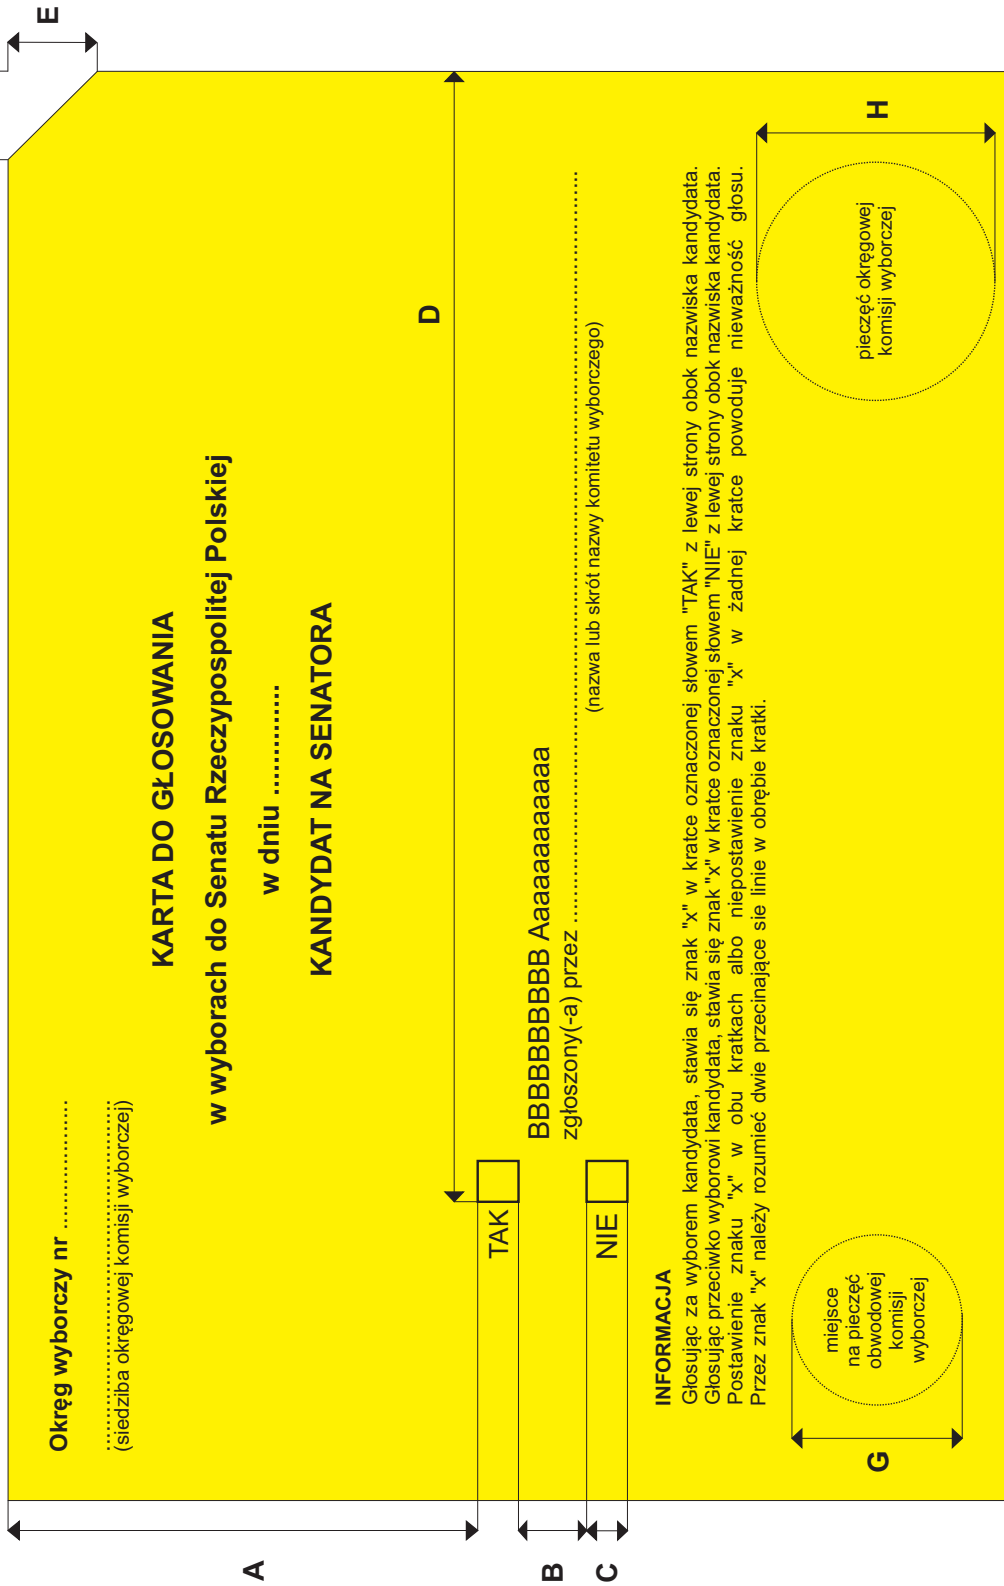 E
Okręg wyborczy nr ................
................................................
(siedziba okręgowej komisji wyborczej)
KARTA DO GŁOSOWANIA
w wyborach do Senatu Rzeczypospolitej Polskiej
w dniu ..............
KANDYDAT NA SENATORA
A
D
TAK
B
BBBBBBBBBB Aaaaaaaaaaa
zgłoszony(-a) przez ................................................................................
(nazwa lub skrót nazwy komitetu wyborczego)
NIE
C
INFORMACJA
Głosując za wyborem kandydata, stawia się znak "x" w kratce oznaczonej słowem "TAK" z lewej strony obok nazwiska kandydata.
Głosując przeciwko wyborowi kandydata, stawia się znak "x" w kratce oznaczonej słowem "NIE" z lewej strony obok nazwiska kandydata.
Postawienie znaku "x" w obu kratkach albo niepostawienie znaku "x" w żadnej kratce powoduje nieważność głosu.
Przez znak "x" należy rozumieć dwie przecinające sie linie w obrębie kratki.
G
miejsce
na pieczęć
obwodowej
komisji
wyborczej
pieczęć okręgowej
komisji wyborczej
H